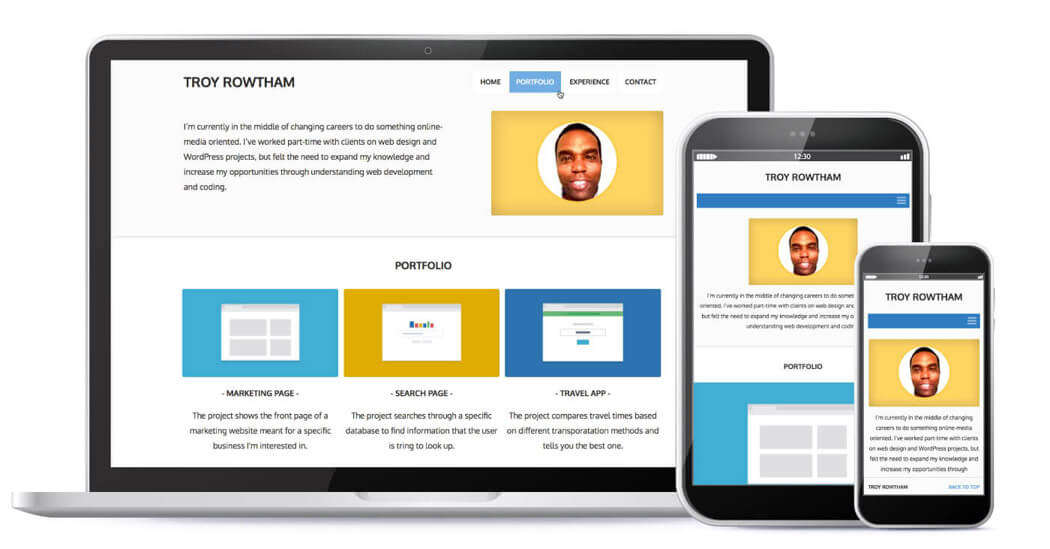 TROY ROWTHAM
HOME PORTFOLIO EXPERIENCE CONTACT
I'm currently in the middle of changing careers to do something online-
media oriented. I've worked part-time with clients on web design and
WordPress projects, but felt the need to expand my knowledge and
increase my opportunities through understanding web development
and coding.
PORTFOLIO
- MARKETING PAGE -
The project shows the front page of a
marketing website meant for a specific
business I'm interested in.
- SEARCH PAGE -
The project searches through a specific
database to find information that the user
is tring to look up.
- TRAVEL APP -
The project compares travel times based
on different transporatation methods and
tells you the best one.
12:30
TROY ROWTHAM
I'm currently in the middle of changing careers to do somet
oriented. I've worked part-time with clients on web design and
but felt the need to expand my knowledge and increase my o
understanding web development and codin
PORTFOLIO
12:30
TROY ROWTHAM
I'm currently in the middle of changing
careers to do something online-media
oriented. I've worked part-time with clients
on web design and WordPress projects, but
felt the need to expand my knowledge and
increase my opportunities through
TROY ROWTHAM BACK TO TOP